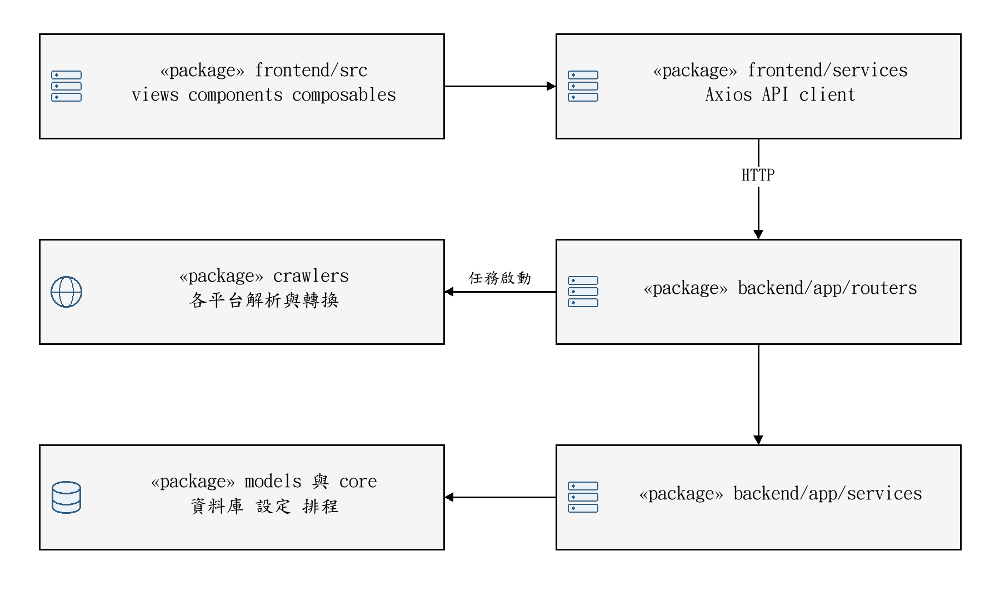 «package» frontend/src
views components composables
«package» frontend/services
Axios API client
HTTP
«package» crawlers
各平台解析與轉換
任務啟動
«package» backend/app/routers
«package» models 與 core
資料庫 設定 排程
«package» backend/app/services